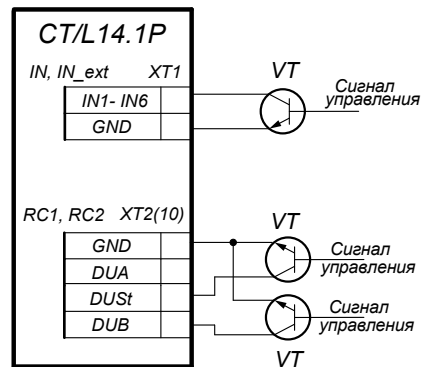 CT/L14.1P
IN, IN_ext XT1
IN1- IN6
GND
VT
Сигнал
управления
RC1, RC2 XT2(10)
GND
DUA
DUSt
DUB
VT
Сигнал
управления
Сигнал
управления
VT